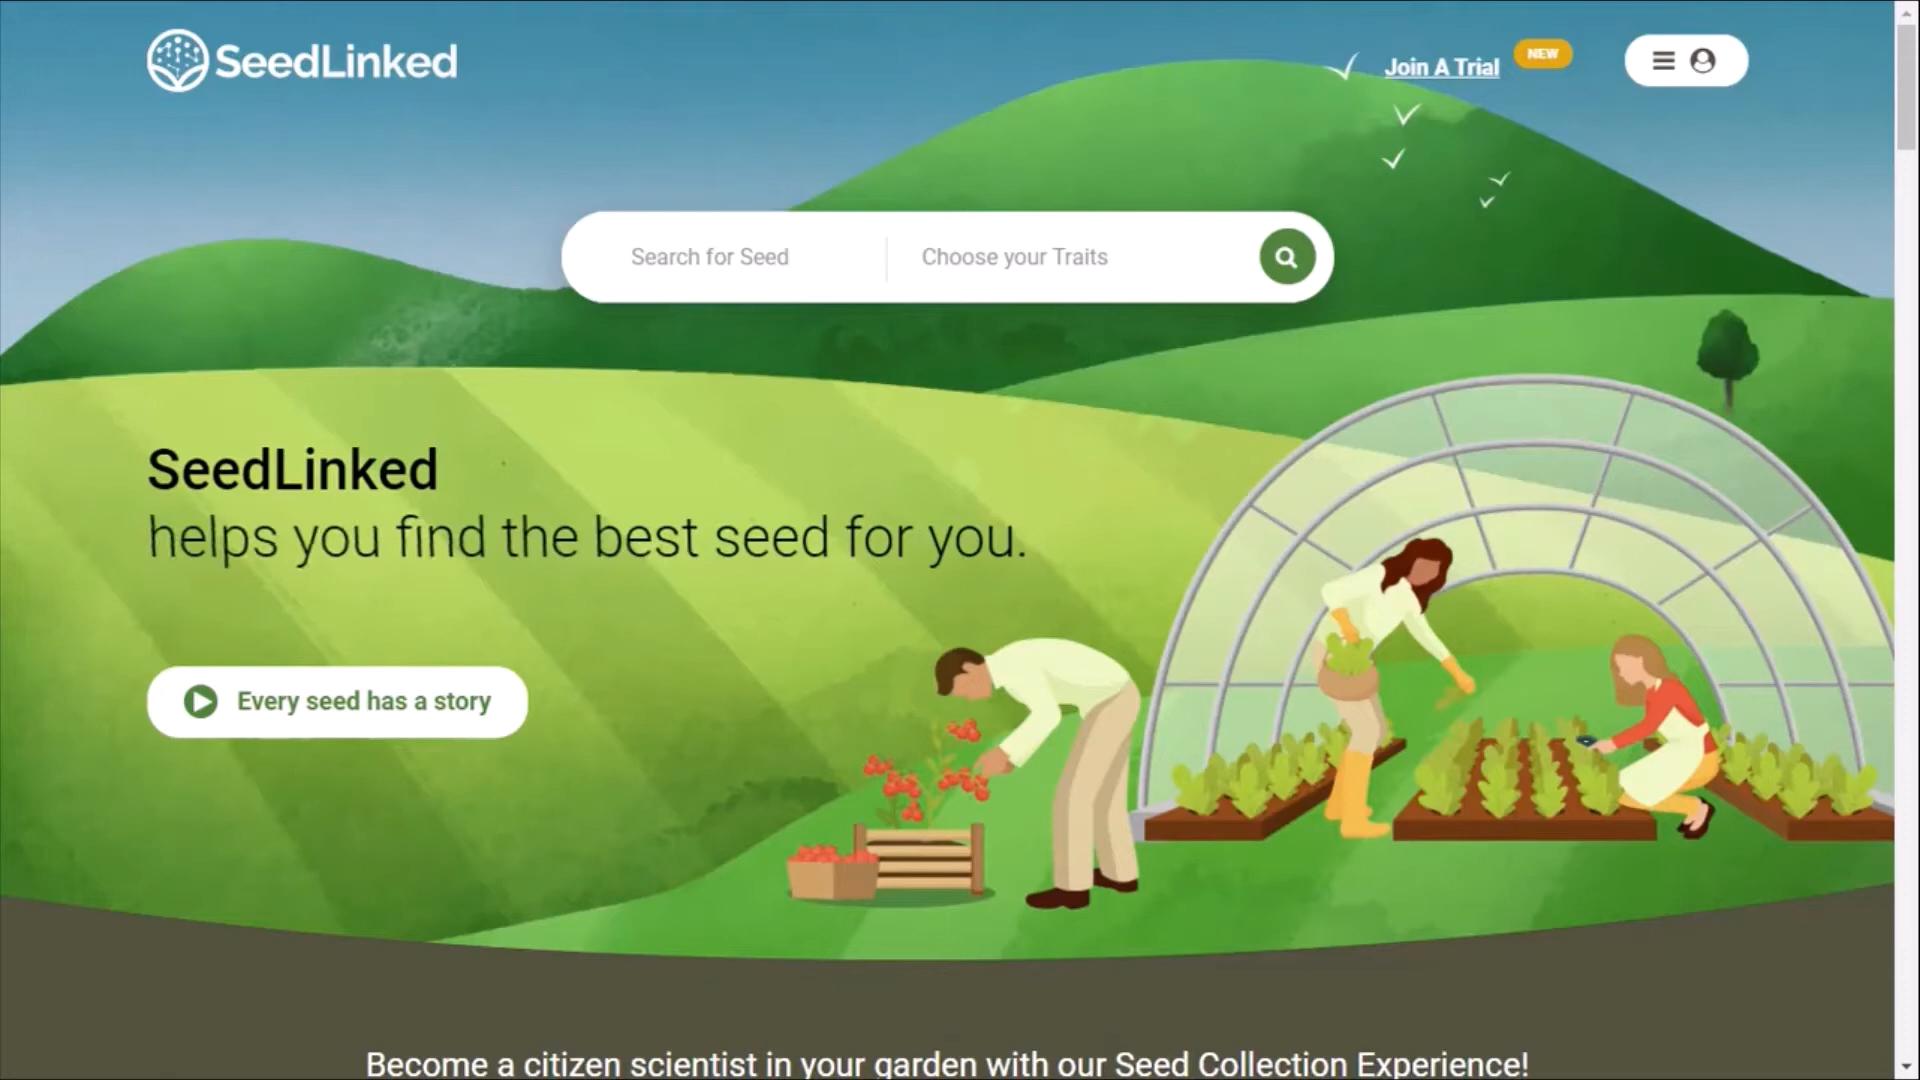 SeedLinked
Join A Trial
NEW
Search for Seed
Choose your Traits
SeedLinked
helps you find the best seed for you.
Every seed has a story
Become a citizen scientist in your garden with our Seed Collection Experience!